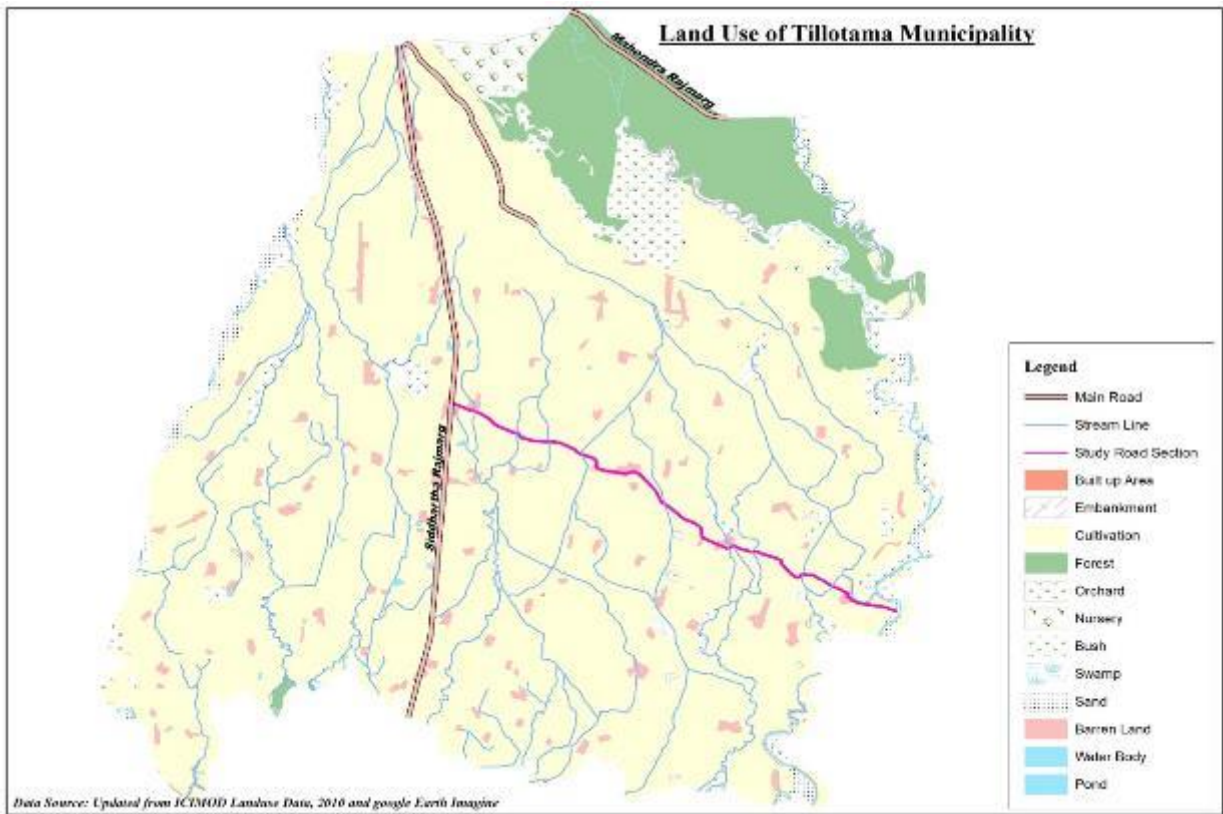 Land Use of Tillotama Municipality
Mahendra Rajmarg
Siddhartha Rajmarg
Legend
Main Road
Stream Line
Study Road Section
Built up Area
Embankment
Cultivation
Forest
Orchard
Nursery
Bush
Swamp
Sand
Barren Land
Water Body
Pond
Data Source: Updated from ICIMOD Landuse Data, 2010 and google Earth Imagine